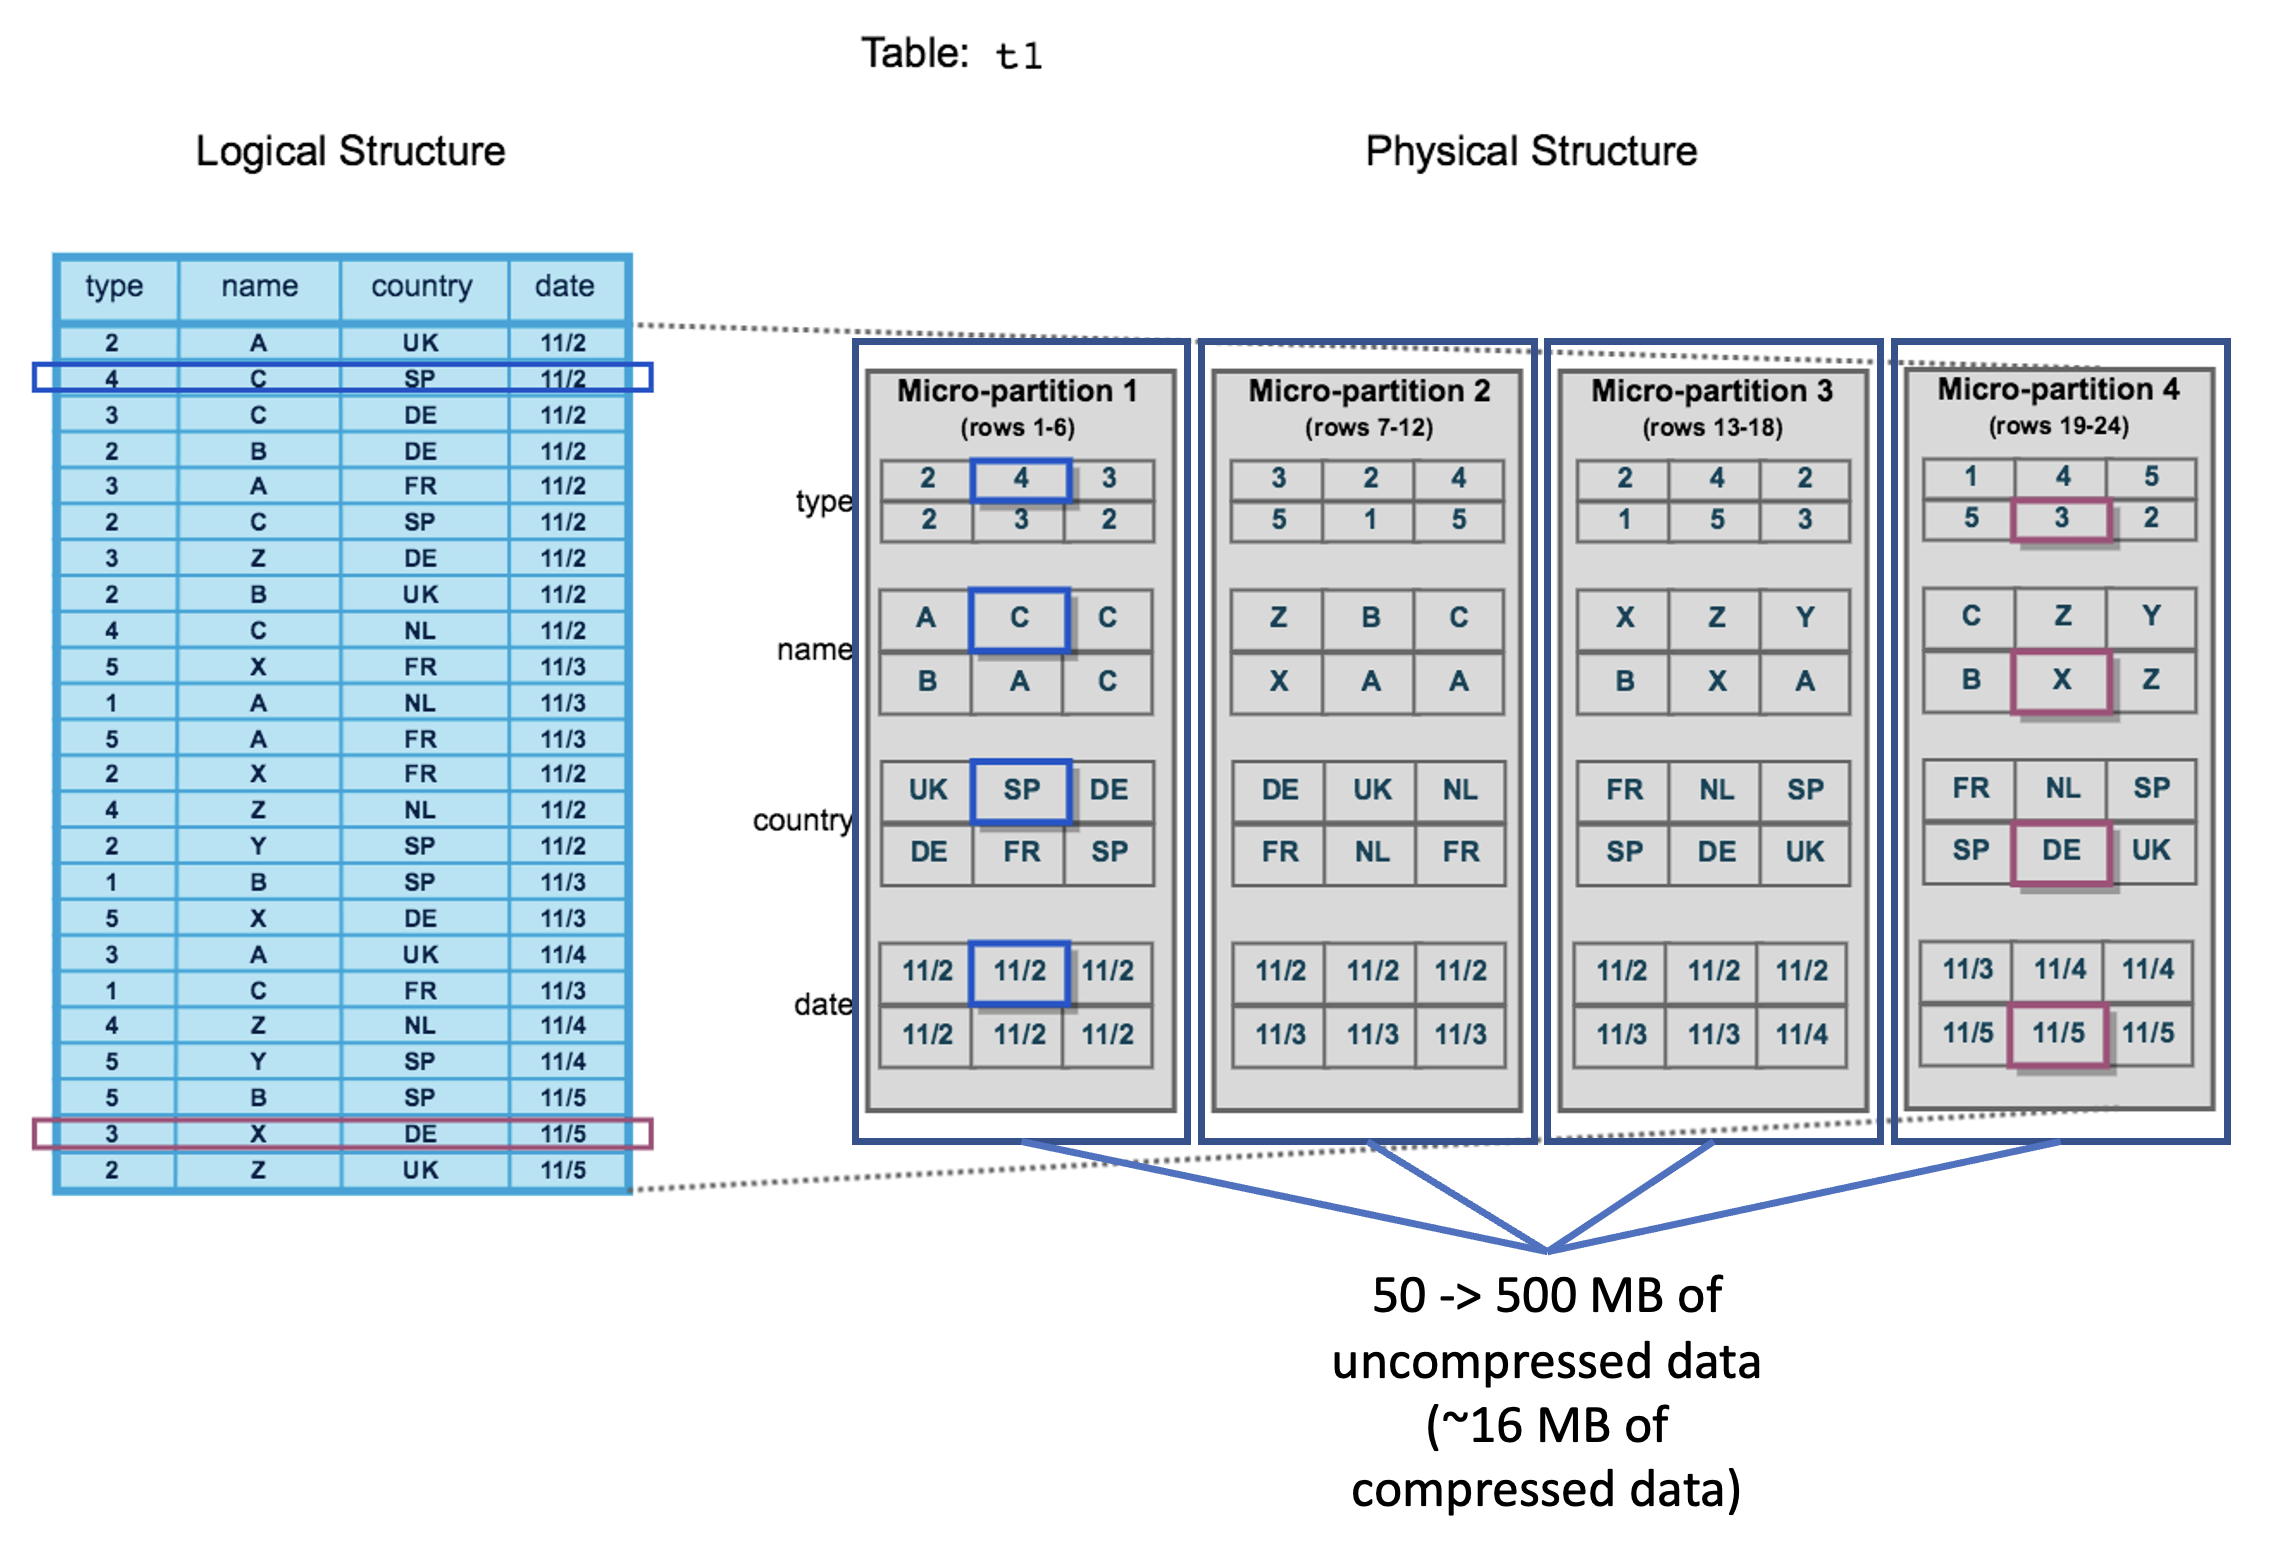 Table: t1
Logical Structure
Physical Structure
type name country date
2 A UK 11/2
4 C SP 11/2
3 C DE 11/2
2 B DE 11/2
3 A FR 11/2
2 C SP 11/2
3 Z DE 11/2
2 B UK 11/2
4 C NL 11/2
5 X FR 11/3
1 A NL 11/3
5 A FR 11/3
2 X FR 11/2
4 Z NL 11/2
2 Y SP 11/2
1 B SP 11/3
5 X DE 11/3
3 A UK 11/4
1 C FR 11/3
4 Z NL 11/4
5 Y SP 11/4
5 B SP 11/5
3 X DE 11/5
2 Z UK 11/5
type
name
country
date
Micro-partition 1
(rows 1-6)
2 4 3
2 3 2
A C C
B A C
UK SP DE
DE FR SP
11/2 11/2 11/2
11/2 11/2 11/2
Micro-partition 2
(rows 7-12)
3 2 4
5 1 5
Z B C
X A A
DE UK NL
FR NL FR
11/2 11/2 11/2
11/3 11/3 11/3
Micro-partition 3
(rows 13-18)
2 4 2
1 5 3
X Z Y
B X A
FR NL SP
SP DE UK
11/2 11/2 11/2
11/3 11/3 11/4
Micro-partition 4
(rows 19-24)
1 4 5
5 3 2
C Z Y
B X Z
FR NL SP
SP DE UK
11/3 11/4 11/4
11/5 11/5 11/5
50 -> 500 MB of
uncompressed data
(~16 MB of
compressed data)